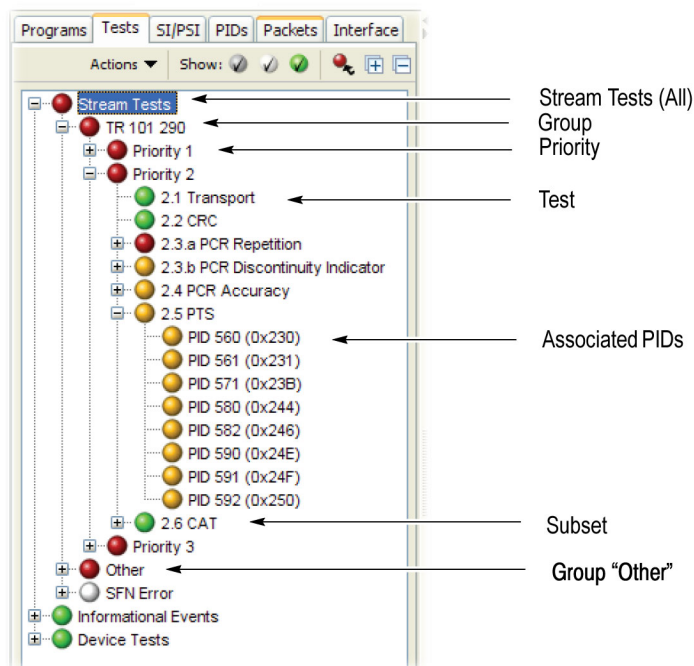 Programs Tests SI/PSI PIDs Packets Interface
Actions Show:
Stream Tests Stream Tests (All)
TR 101 290 Group
Priority 1 Priority
Priority 2
2.1 Transport Test
2.2 CRC
2.3.a PCR Repetition
2.3.b PCR Discontinuity Indicator
2.4 PCR Accuracy
2.5 PTS
PID 560 (0x230) Associated PIDs
PID 561 (0x231)
PID 571 (0x23B)
PID 580 (0x244)
PID 582 (0x246)
PID 590 (0x24E)
PID 591 (0x24F)
PID 592 (0x250)
2.6 CAT Subset
Priority 3
Other Group “Other”
SFN Error
Informational Events
Device Tests